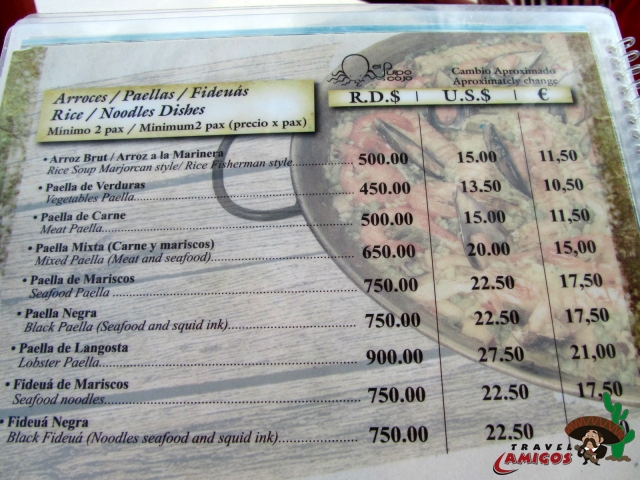 el Pulpo Cojo
Cambio Aproximado
Aproximately change
Arroces / Paellas / Fideuás
Rice / Noodles Dishes
Mínimo 2 pax / Minimum2 pax (precio x pax)
R.D.$ | U.S.$ | €
• Arroz Brut / Arroz a la Marinera
Rice Soup Marjorcan style/ Rice Fisherman style 500.00 15.00 11,50
• Paella de Verduras
Vegetables Paella 450.00 13.50 10,50
• Paella de Carne
Meat Paella 500.00 15.00 11,50
• Paella Mixta (Carne y mariscos)
Mixed Paella (Meat and seafood) 650.00 20.00 15,00
• Paella de Mariscos
Seafood Paella 750.00 22.50 17,50
• Paella Negra
Black Paella (Seafood and squid ink) 750.00 22.50 17,50
• Paella de Langosta
Lobster Paella 900.00 27.50 21,00
• Fideuá de Mariscos
Seafood noodles 750.00 22.50 17,50
• Fideuá Negra
Black Fideuá (Noodles seafood and squid ink) 750.00 22.50
TRAVEL
AMIGOS